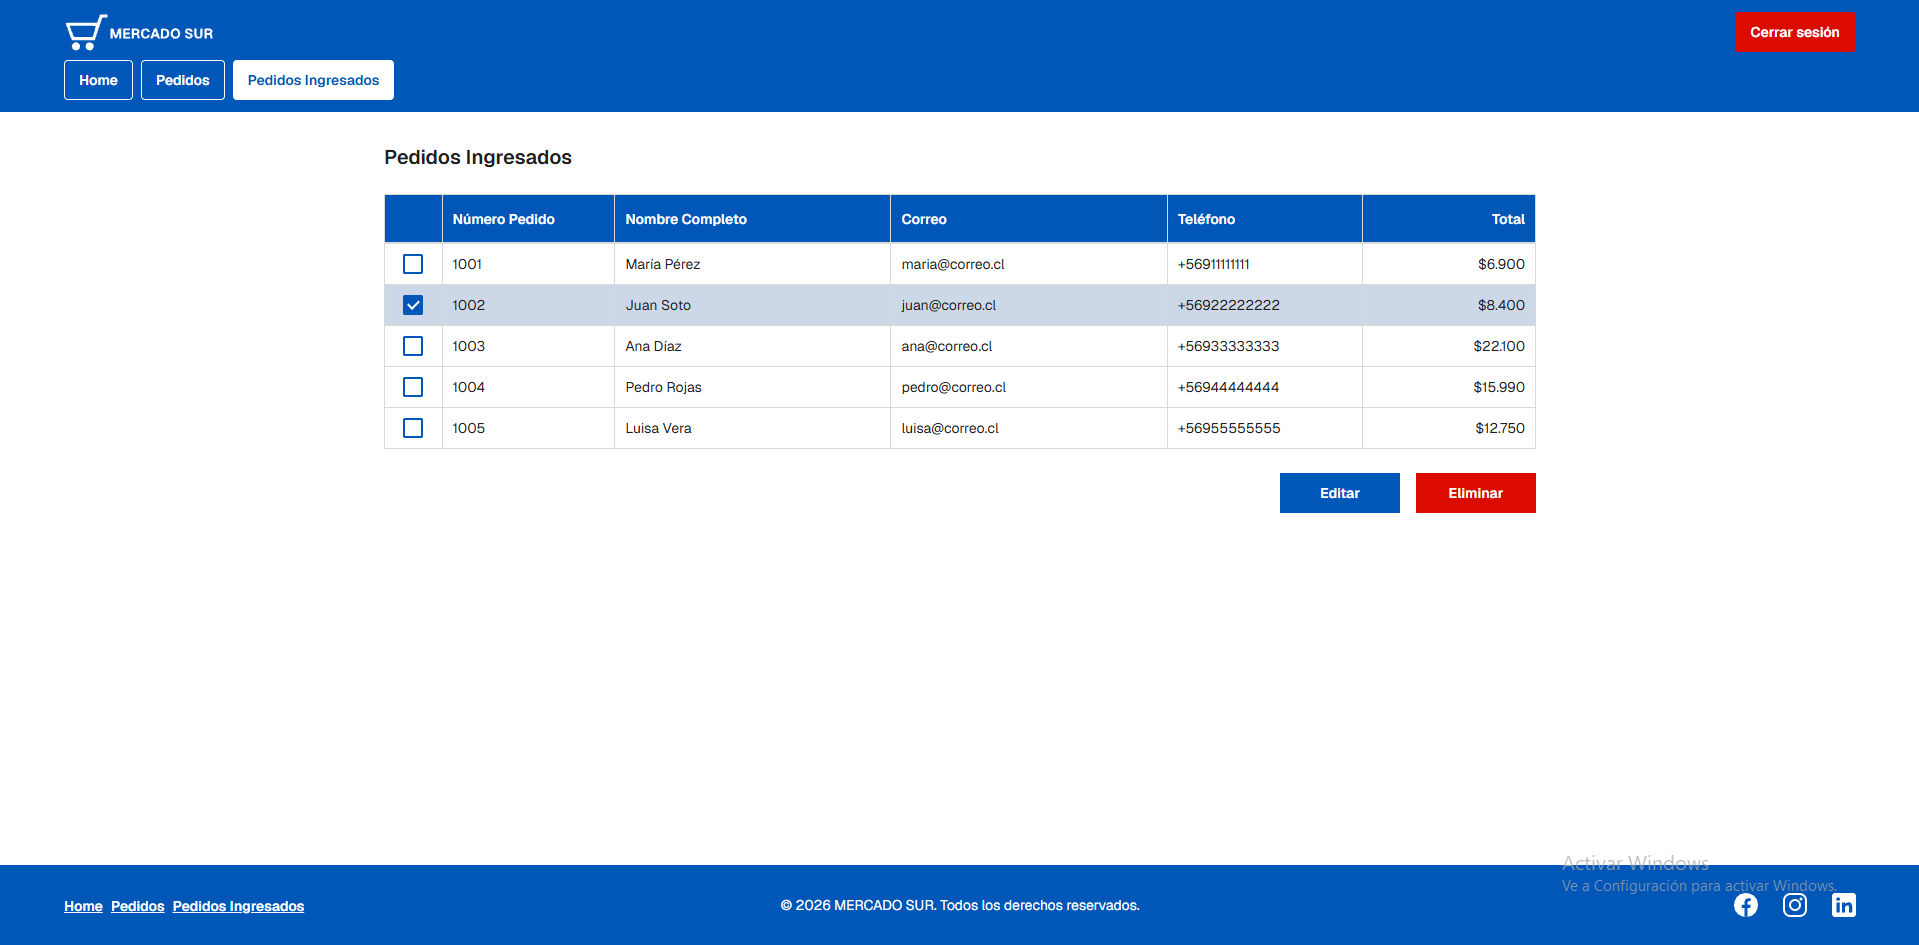 MERCADO SUR
Cerrar sesión
Home Pedidos Pedidos Ingresados
Pedidos Ingresados
Número Pedido Nombre Completo Correo Teléfono Total
1001 María Pérez maria@correo.cl +56911111111 $6.900
1002 Juan Soto juan@correo.cl +56922222222 $8.400
1003 Ana Díaz ana@correo.cl +56933333333 $22.100
1004 Pedro Rojas pedro@correo.cl +56944444444 $15.990
1005 Luisa Vera luisa@correo.cl +56955555555 $12.750
Editar Eliminar
Activar Windows
Ve a Configuración para activar Windows.
Home Pedidos Pedidos Ingresados
© 2026 MERCADO SUR. Todos los derechos reservados.